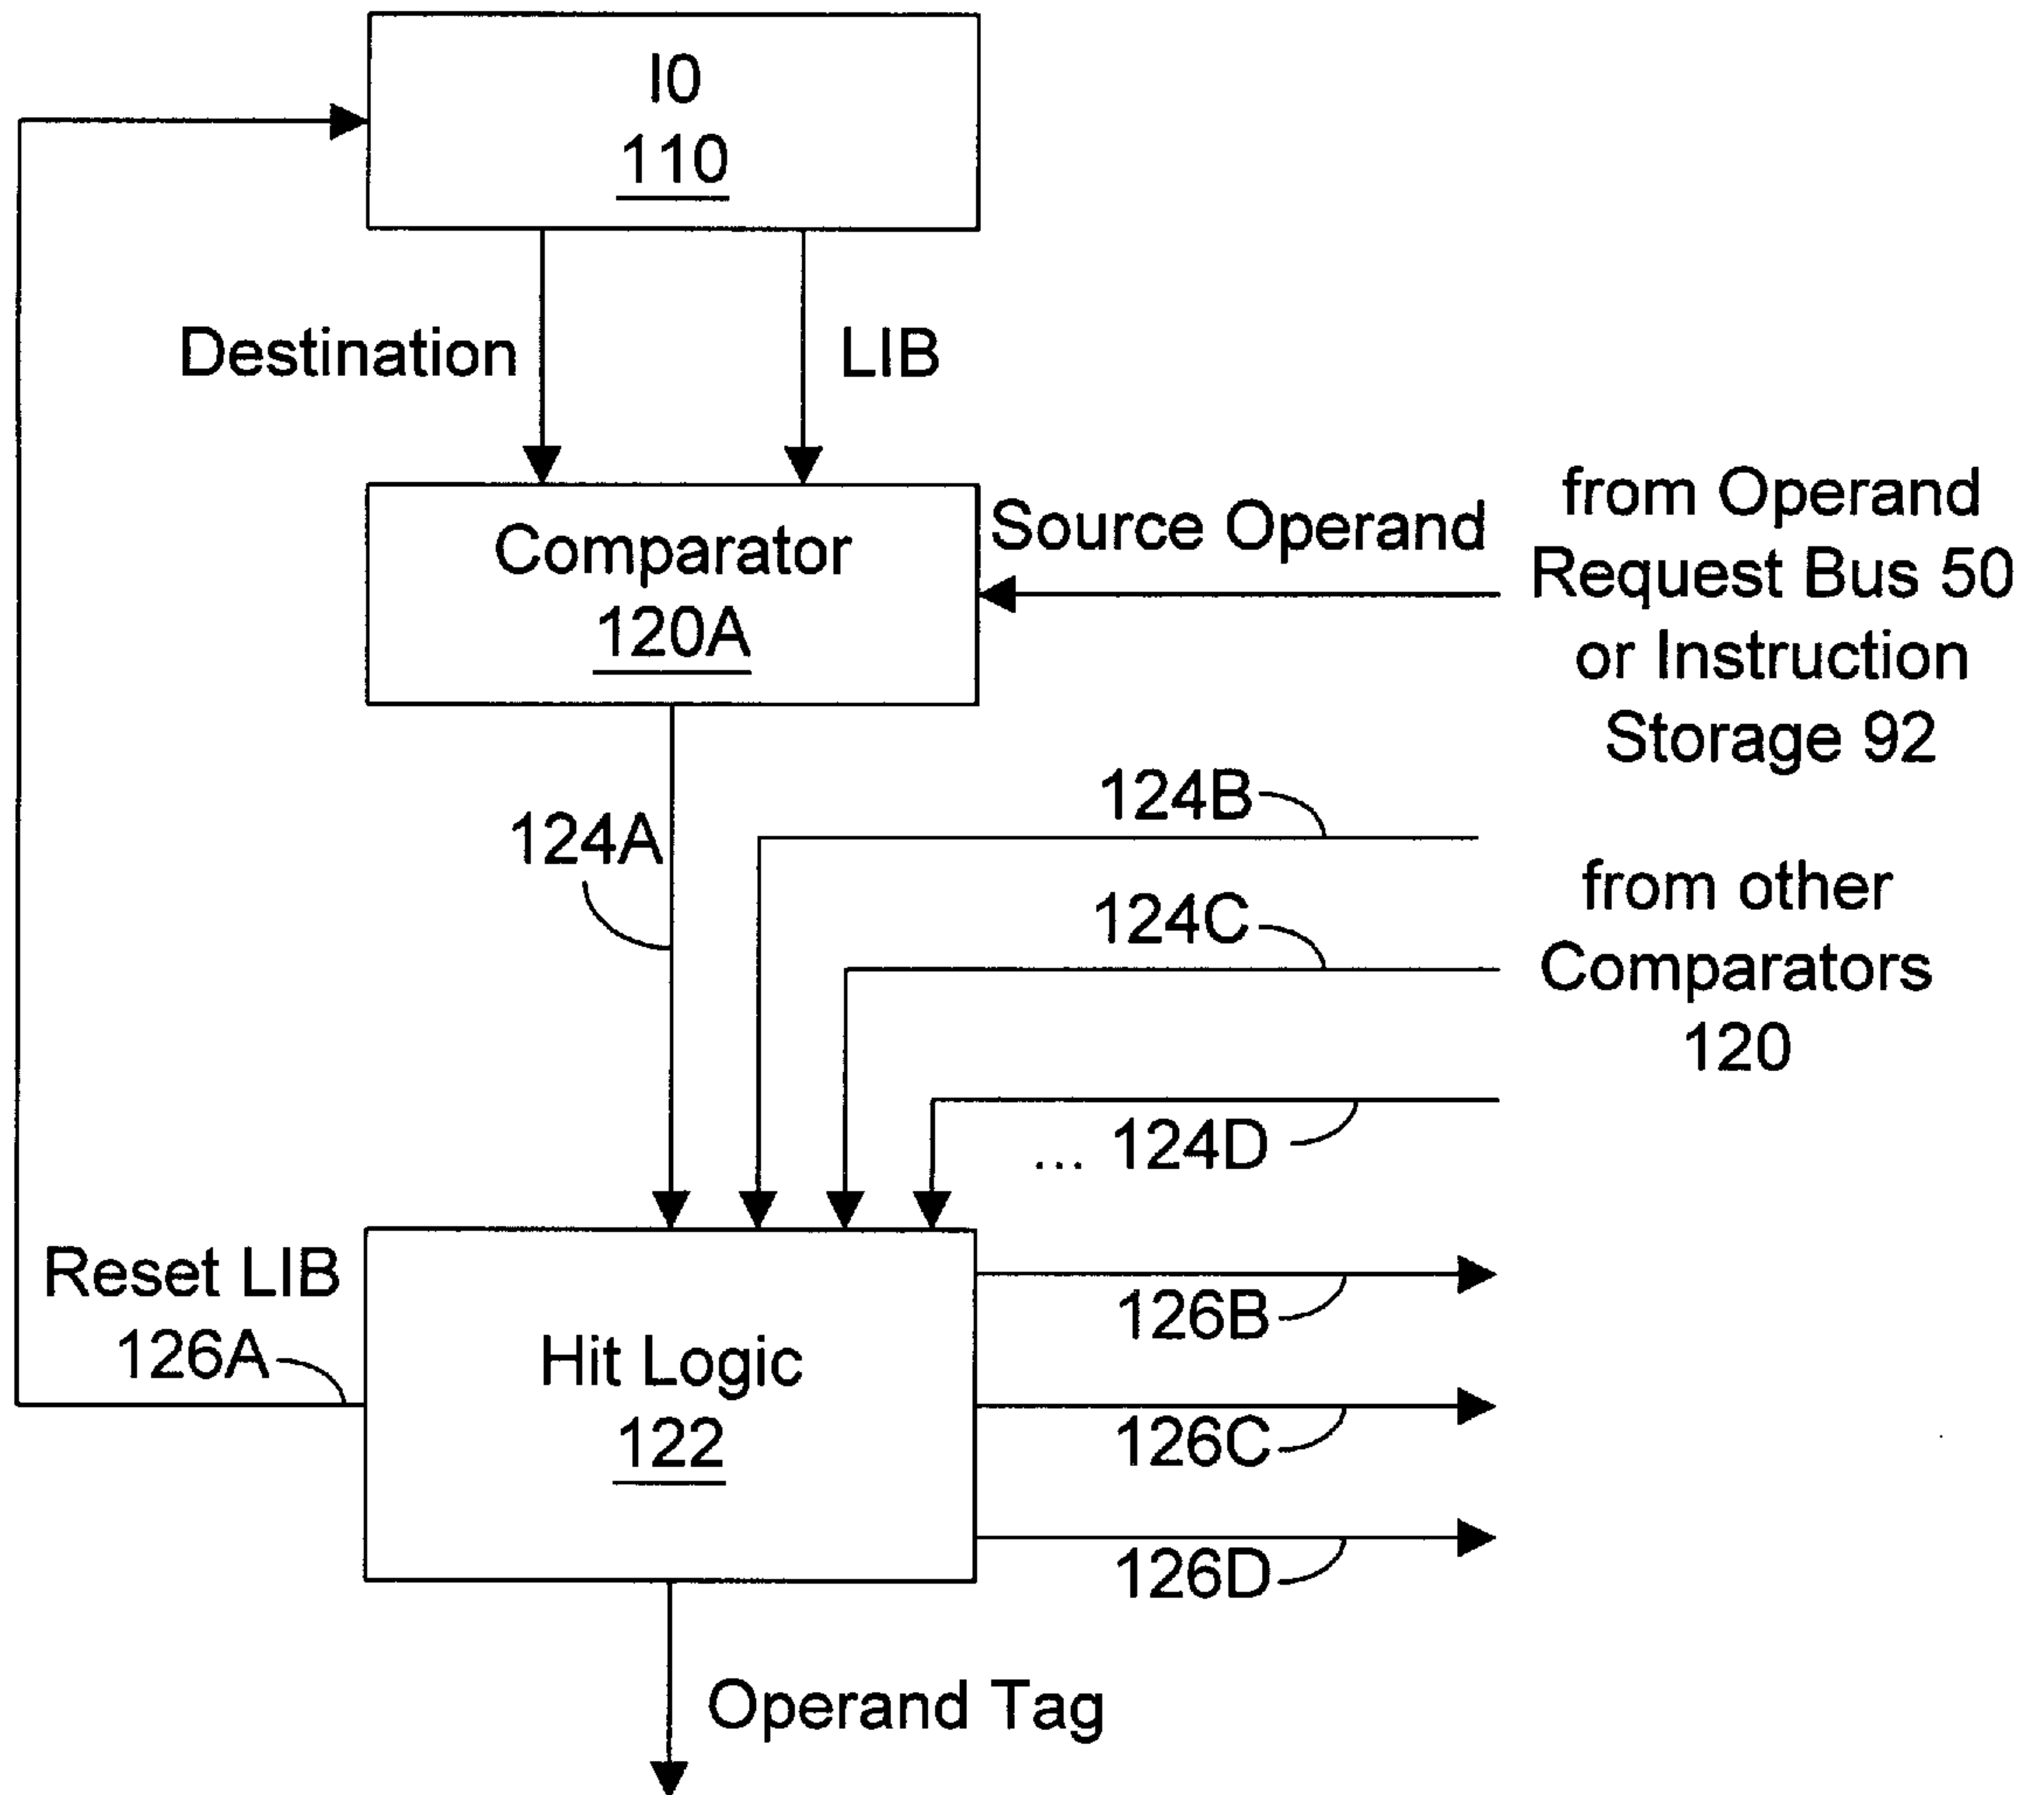 I0
110
Destination
LIB
Comparator
120A
Source Operand
from Operand
Request Bus 50
or Instruction
Storage 92
124A
124B
124C
... 124D
from other
Comparators
120
Reset LIB
126A
Hit Logic
122
126B
126C
126D
Operand Tag